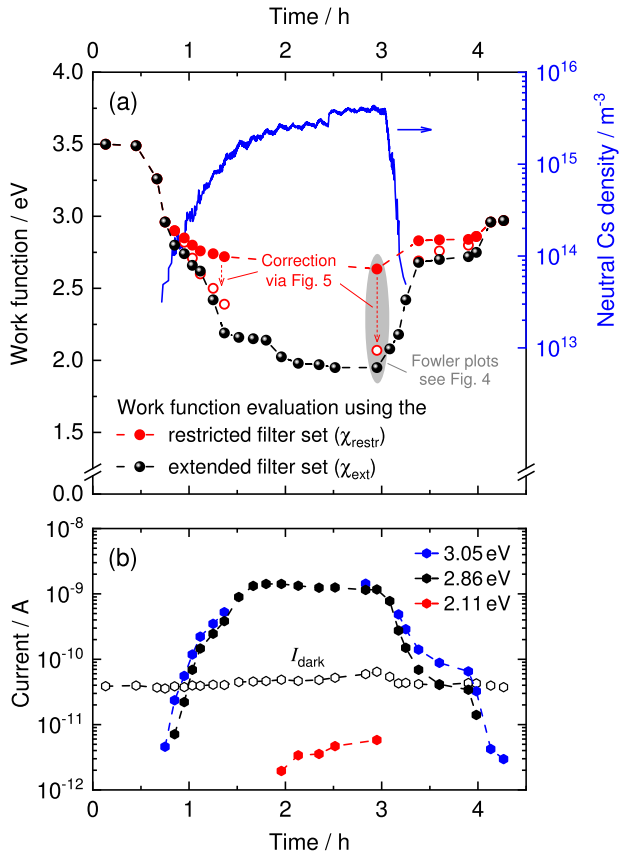 Time / h
0 1 2 3 4
4.0
3.5
3.0
2.5
2.0
1.5
0.0
Work function / eV
(a)
10^16
10^15
10^14
10^13
Neutral Cs density / m^-3
Correction
via Fig. 5
Fowler plots
see Fig. 4
Work function evaluation using the
restricted filter set (χ_restr)
extended filter set (χ_ext)
(b)
3.05 eV
2.86 eV
2.11 eV
I_dark
10^-8
10^-9
10^-10
10^-11
10^-12
Current / A
0 1 2 3 4
Time / h